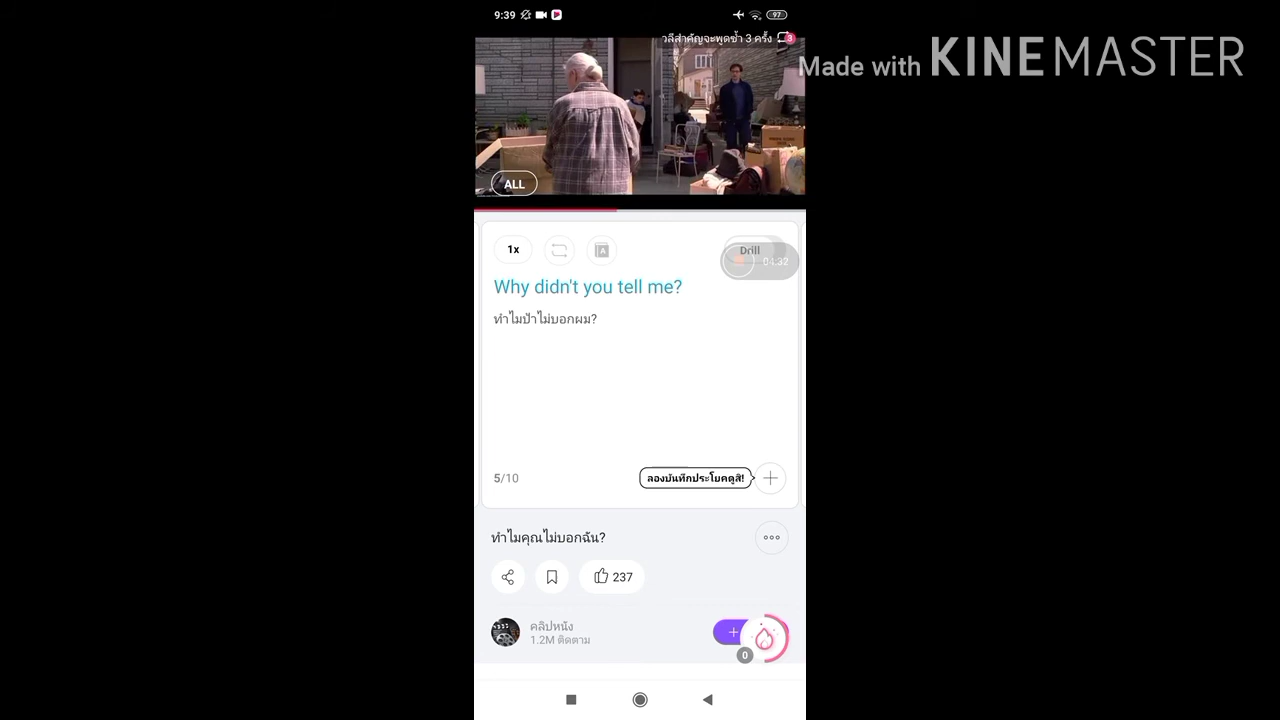 9:39
97
วลีสำคัญจะพูดซ้ำ 3 ครั้ง 3
Made with KINEMASTER
ALL
1x
A
Drill
04:32
Why didn't you tell me?
ทำไมป้าไม่บอกผม?
5/10
ลองบันทึกประโยคดูสิ!
ทำไมคุณไม่บอกฉัน?
237
คลิปหนัง
1.2M ติดตาม
0